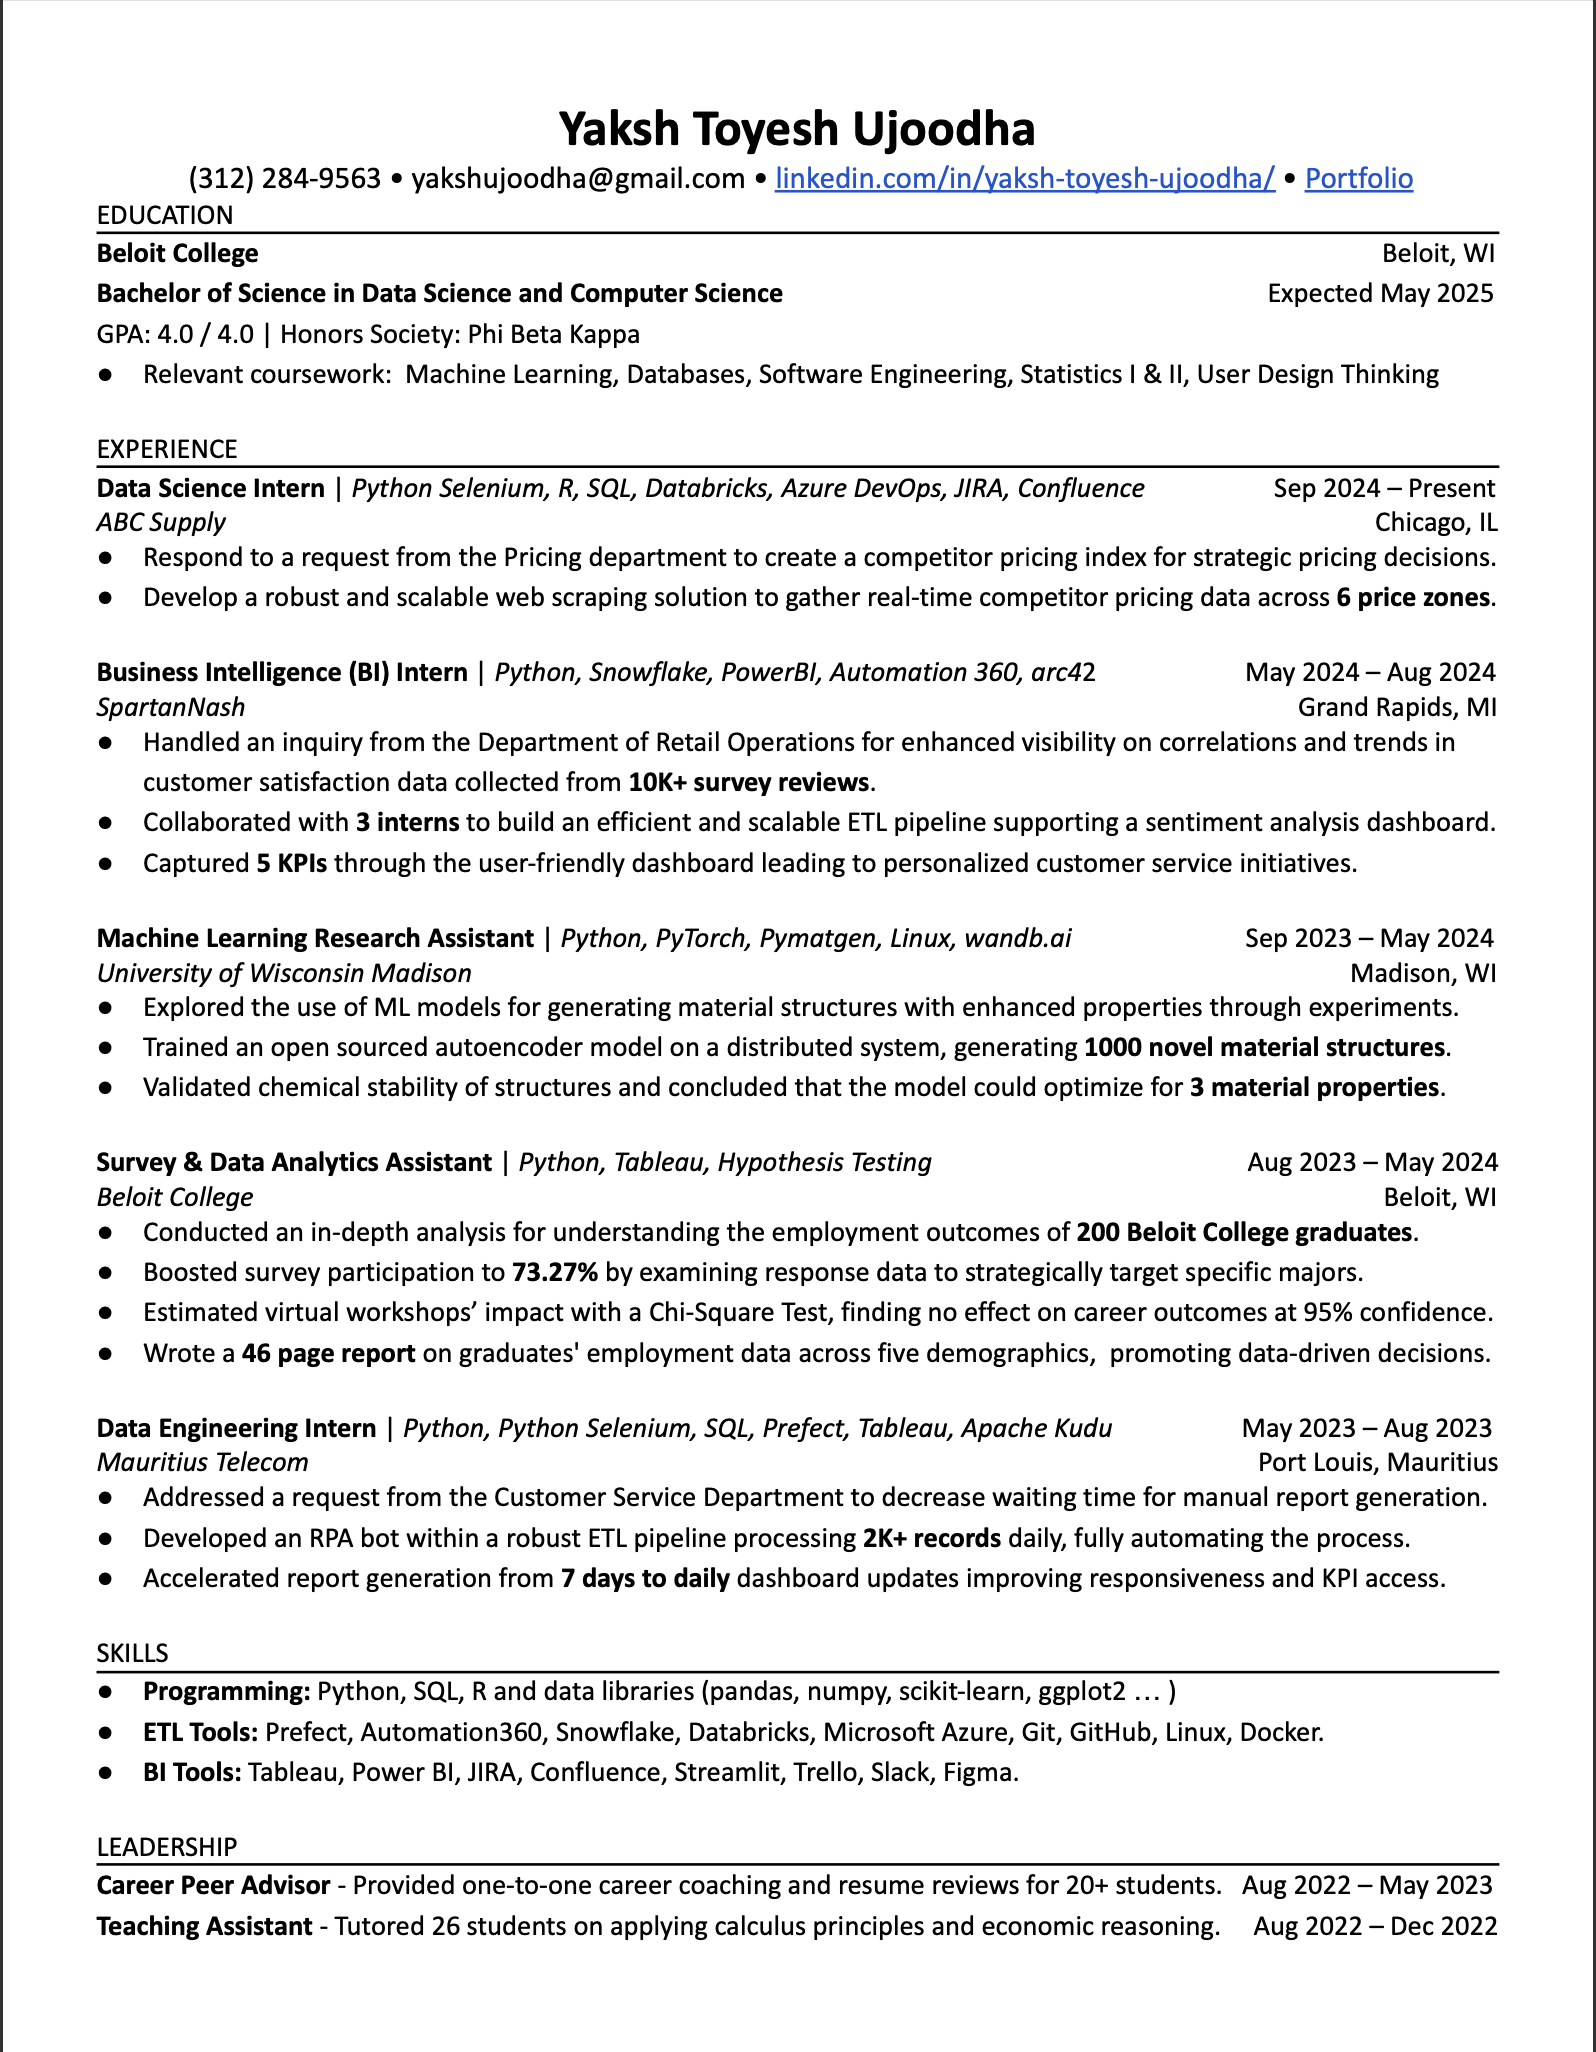 Yaksh Toyesh Ujoodha
(312) 284-9563 • yakshujoodha@gmail.com • linkedin.com/in/yaksh-toyesh-ujoodha/ • Portfolio
EDUCATION
Beloit College Beloit, WI
Bachelor of Science in Data Science and Computer Science Expected May 2025
GPA: 4.0 / 4.0 | Honors Society: Phi Beta Kappa
● Relevant coursework:  Machine Learning, Databases, Software Engineering, Statistics I & II, User Design Thinking
EXPERIENCE
Data Science Intern | Python Selenium, R, SQL, Databricks, Azure DevOps, JIRA, Confluence Sep 2024 – Present
ABC Supply Chicago, IL
● Respond to a request from the Pricing department to create a competitor pricing index for strategic pricing decisions.
● Develop a robust and scalable web scraping solution to gather real-time competitor pricing data across 6 price zones.
Business Intelligence (BI) Intern | Python, Snowflake, PowerBI, Automation 360, arc42 May 2024 – Aug 2024
SpartanNash Grand Rapids, MI
● Handled an inquiry from the Department of Retail Operations for enhanced visibility on correlations and trends in
customer satisfaction data collected from 10K+ survey reviews.
● Collaborated with 3 interns to build an efficient and scalable ETL pipeline supporting a sentiment analysis dashboard.
● Captured 5 KPIs through the user-friendly dashboard leading to personalized customer service initiatives.
Machine Learning Research Assistant | Python, PyTorch, Pymatgen, Linux, wandb.ai Sep 2023 – May 2024
University of Wisconsin Madison Madison, WI
● Explored the use of ML models for generating material structures with enhanced properties through experiments.
● Trained an open sourced autoencoder model on a distributed system, generating 1000 novel material structures.
● Validated chemical stability of structures and concluded that the model could optimize for 3 material properties.
Survey & Data Analytics Assistant | Python, Tableau, Hypothesis Testing Aug 2023 – May 2024
Beloit College Beloit, WI
● Conducted an in-depth analysis for understanding the employment outcomes of 200 Beloit College graduates.
● Boosted survey participation to 73.27% by examining response data to strategically target specific majors.
● Estimated virtual workshops’ impact with a Chi-Square Test, finding no effect on career outcomes at 95% confidence.
● Wrote a 46 page report on graduates' employment data across five demographics,  promoting data-driven decisions.
Data Engineering Intern | Python, Python Selenium, SQL, Prefect, Tableau, Apache Kudu May 2023 – Aug 2023
Mauritius Telecom Port Louis, Mauritius
● Addressed a request from the Customer Service Department to decrease waiting time for manual report generation.
● Developed an RPA bot within a robust ETL pipeline processing 2K+ records daily, fully automating the process.
● Accelerated report generation from 7 days to daily dashboard updates improving responsiveness and KPI access.
SKILLS
● Programming: Python, SQL, R and data libraries (pandas, numpy, scikit-learn, ggplot2 … )
● ETL Tools: Prefect, Automation360, Snowflake, Databricks, Microsoft Azure, Git, GitHub, Linux, Docker.
● BI Tools: Tableau, Power BI, JIRA, Confluence, Streamlit, Trello, Slack, Figma.
LEADERSHIP
Career Peer Advisor - Provided one-to-one career coaching and resume reviews for 20+ students. Aug 2022 – May 2023
Teaching Assistant - Tutored 26 students on applying calculus principles and economic reasoning. Aug 2022 – Dec 2022